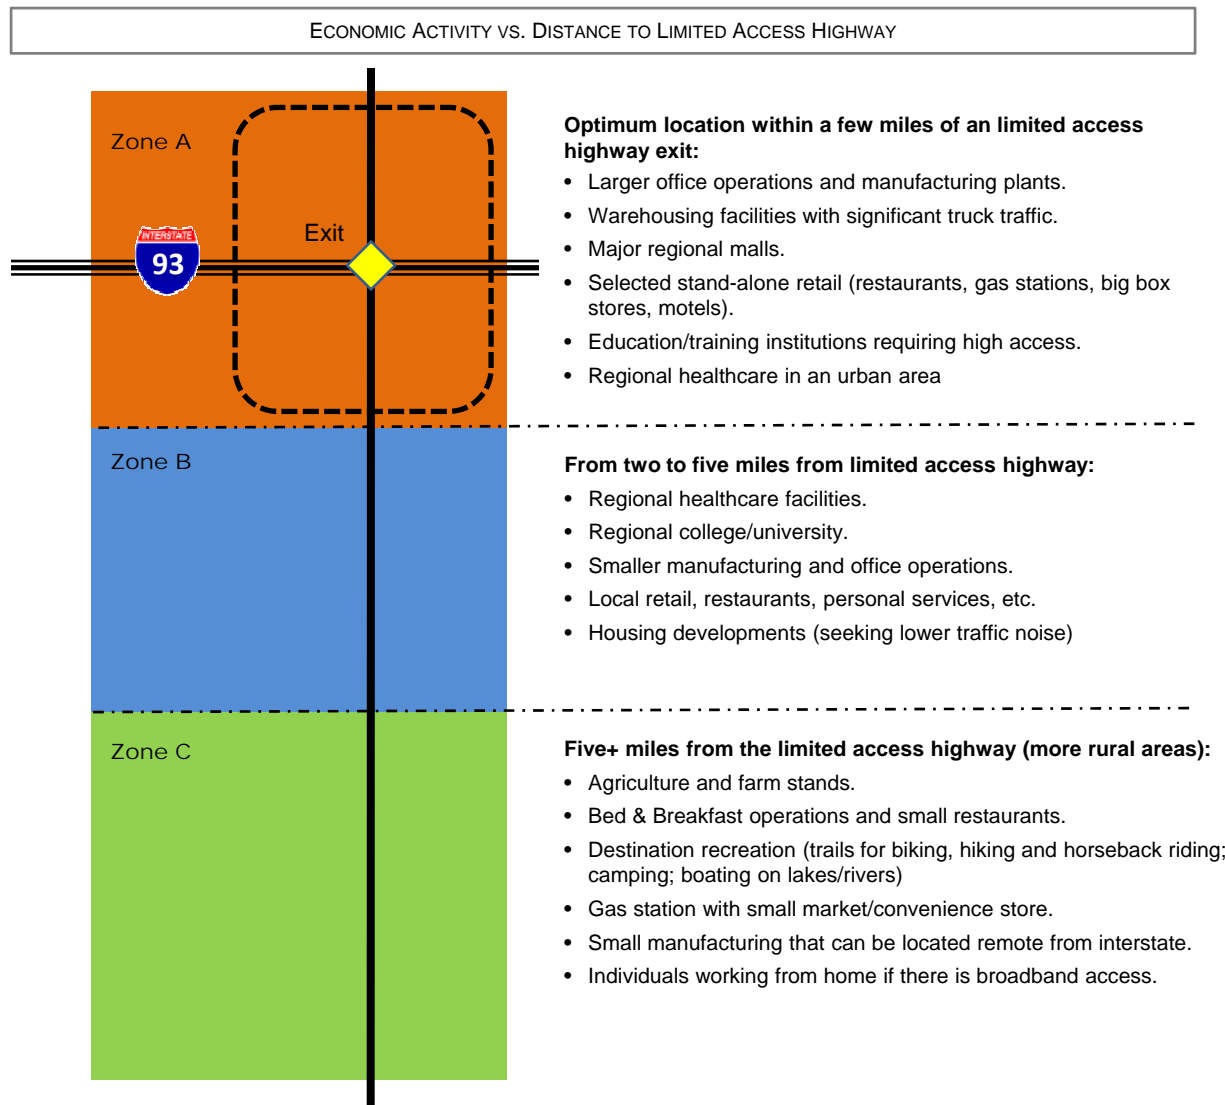 ECONOMIC ACTIVITY VS. DISTANCE TO LIMITED ACCESS HIGHWAY
Zone A
Exit
INTERSTATE
93
Optimum location within a few miles of an limited access
highway exit:
• Larger office operations and manufacturing plants.
• Warehousing facilities with significant truck traffic.
• Major regional malls.
• Selected stand-alone retail (restaurants, gas stations, big box
stores, motels).
• Education/training institutions requiring high access.
• Regional healthcare in an urban area
Zone B
From two to five miles from limited access highway:
• Regional healthcare facilities.
• Regional college/university.
• Smaller manufacturing and office operations.
• Local retail, restaurants, personal services, etc.
• Housing developments (seeking lower traffic noise)
Zone C
Five+ miles from the limited access highway (more rural areas):
• Agriculture and farm stands.
• Bed & Breakfast operations and small restaurants.
• Destination recreation (trails for biking, hiking and horseback riding;
camping; boating on lakes/rivers)
• Gas station with small market/convenience store.
• Small manufacturing that can be located remote from interstate.
• Individuals working from home if there is broadband access.